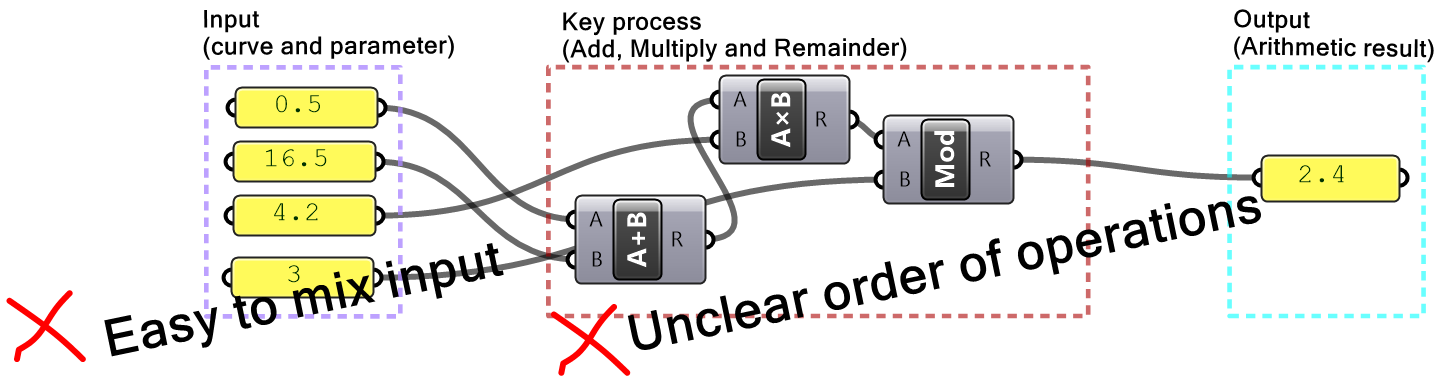 Input
(curve and parameter)
Key process
(Add, Multiply and Remainder)
Output
(Arithmetic result)
0.5
16.5
4.2
3
A
B
A+B
R
A
B
A×B
R
A
B
Mod
R
2.4
Easy to mix input
Unclear order of operations